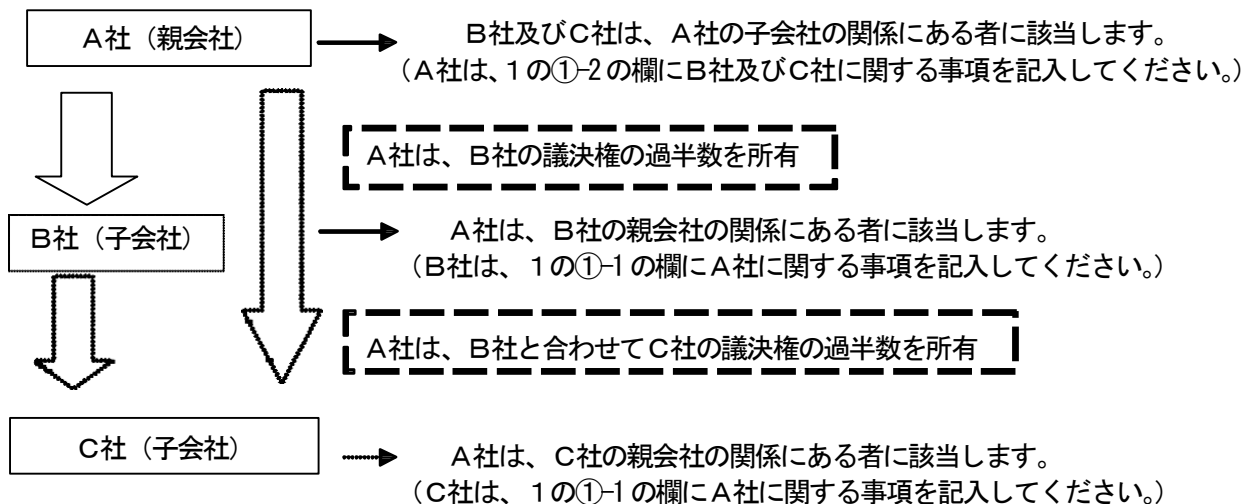 A社（親会社）
B社及びC社は、A社の子会社の関係にある者に該当します。
（A社は、1の①-2の欄にB社及びC社に関する事項を記入してください。）
A社は、B社の議決権の過半数を所有
B社（子会社）
A社は、B社の親会社の関係にある者に該当します。
（B社は、1の①-1の欄にA社に関する事項を記入してください。）
A社は、B社と合わせてC社の議決権の過半数を所有
C社（子会社）
A社は、C社の親会社の関係にある者に該当します。
（C社は、1の①-1の欄にA社に関する事項を記入してください。）